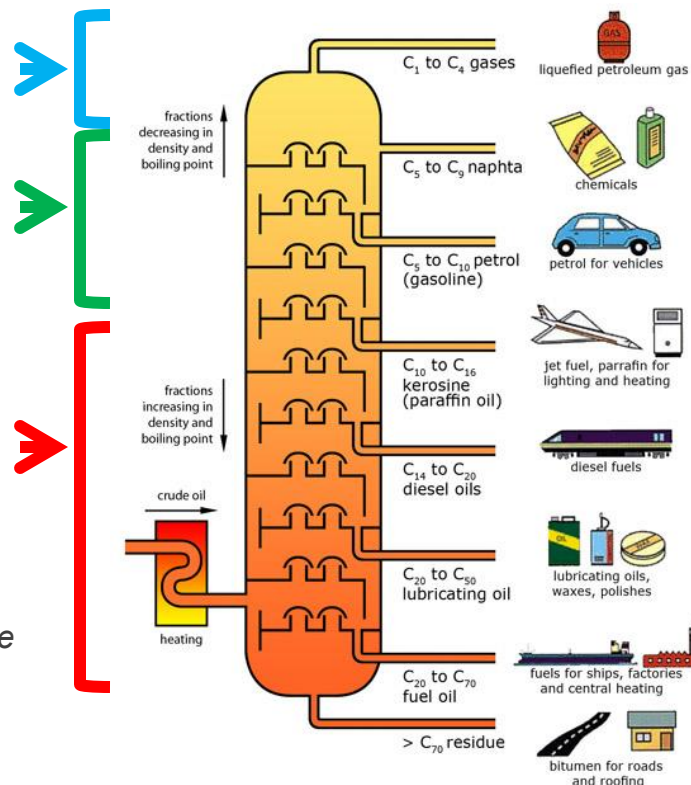 GAS
C1 to C4 gases
liquefied petroleum gas
fractions
decreasing in
density and
boiling point
C5 to C9 naphta
chemicals
C5 to C10 petrol
(gasoline)
petrol for vehicles
C10 to C16
kerosine
(paraffin oil)
jet fuel, parrafin for
lighting and heating
fractions
increasing in
density and
boiling point
C14 to C20
diesel oils
diesel fuels
crude oil
OIL
C20 to C50
lubricating oil
lubricating oils,
waxes, polishes
heating
e
C20 to C70
fuel oil
fuels for ships, factories
and central heating
> C70 residue
bitumen for roads
and roofing